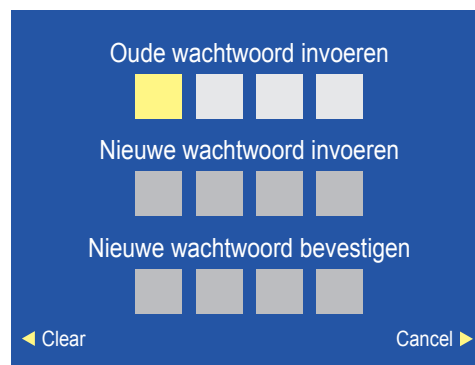 Oude wachtwoord invoeren
Nieuwe wachtwoord invoeren
Nieuwe wachtwoord bevestigen
Clear Cancel